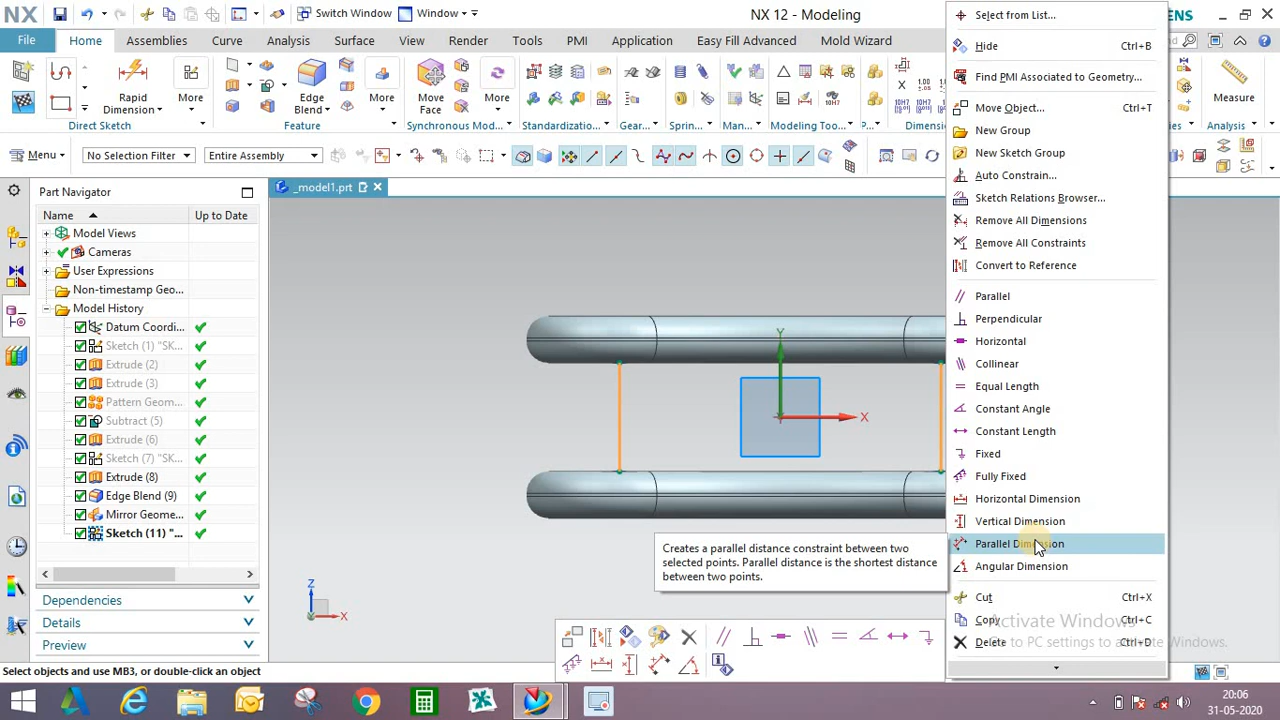 NX
Switch Window
Window
NX 12 - Modeling
ENS
File
Home
Assemblies
Curve
Analysis
Surface
View
Render
Tools
PMI
Application
Easy Fill Advanced
Mold Wizard
Rapid
Dimension
More
Edge
Blend
More
Move
Face
More
Measure
Direct Sketch
Feature
Synchronous Mod...
Standardizatio...
Gear...
Sprin...
Man...
Modeling Tool...
P...
Dimens
Analysis
Menu
No Selection Filter
Entire Assembly
Part Navigator
_model1.prt
Name
Up to Date
Model Views
Cameras
User Expressions
Non-timestamp Geo...
Model History
Datum Coordi...
Sketch (1) "SK...
Extrude (2)
Extrude (3)
Pattern Geom...
Subtract (5)
Extrude (6)
Sketch (7) "SK...
Extrude (8)
Edge Blend (9)
Mirror Geome...
Sketch (11) "...
Dependencies
Details
Preview
Y
X
Z
X
Creates a parallel distance constraint between two
selected points. Parallel distance is the shortest distance
between two points.
Select from List...
Hide Ctrl+B
Find PMI Associated to Geometry...
Move Object... Ctrl+T
New Group
New Sketch Group
Auto Constrain...
Sketch Relations Browser...
Remove All Dimensions
Remove All Constraints
Convert to Reference
Parallel
Perpendicular
Horizontal
Collinear
Equal Length
Constant Angle
Constant Length
Fixed
Fully Fixed
Horizontal Dimension
Vertical Dimension
Parallel Dimension
Angular Dimension
Cut Ctrl+X
Copy Ctrl+C
Delete Ctrl+D
Activate Windows
Go to PC settings to activate Windows.
Select objects and use MB3, or double-click an object
20:06
31-05-2020